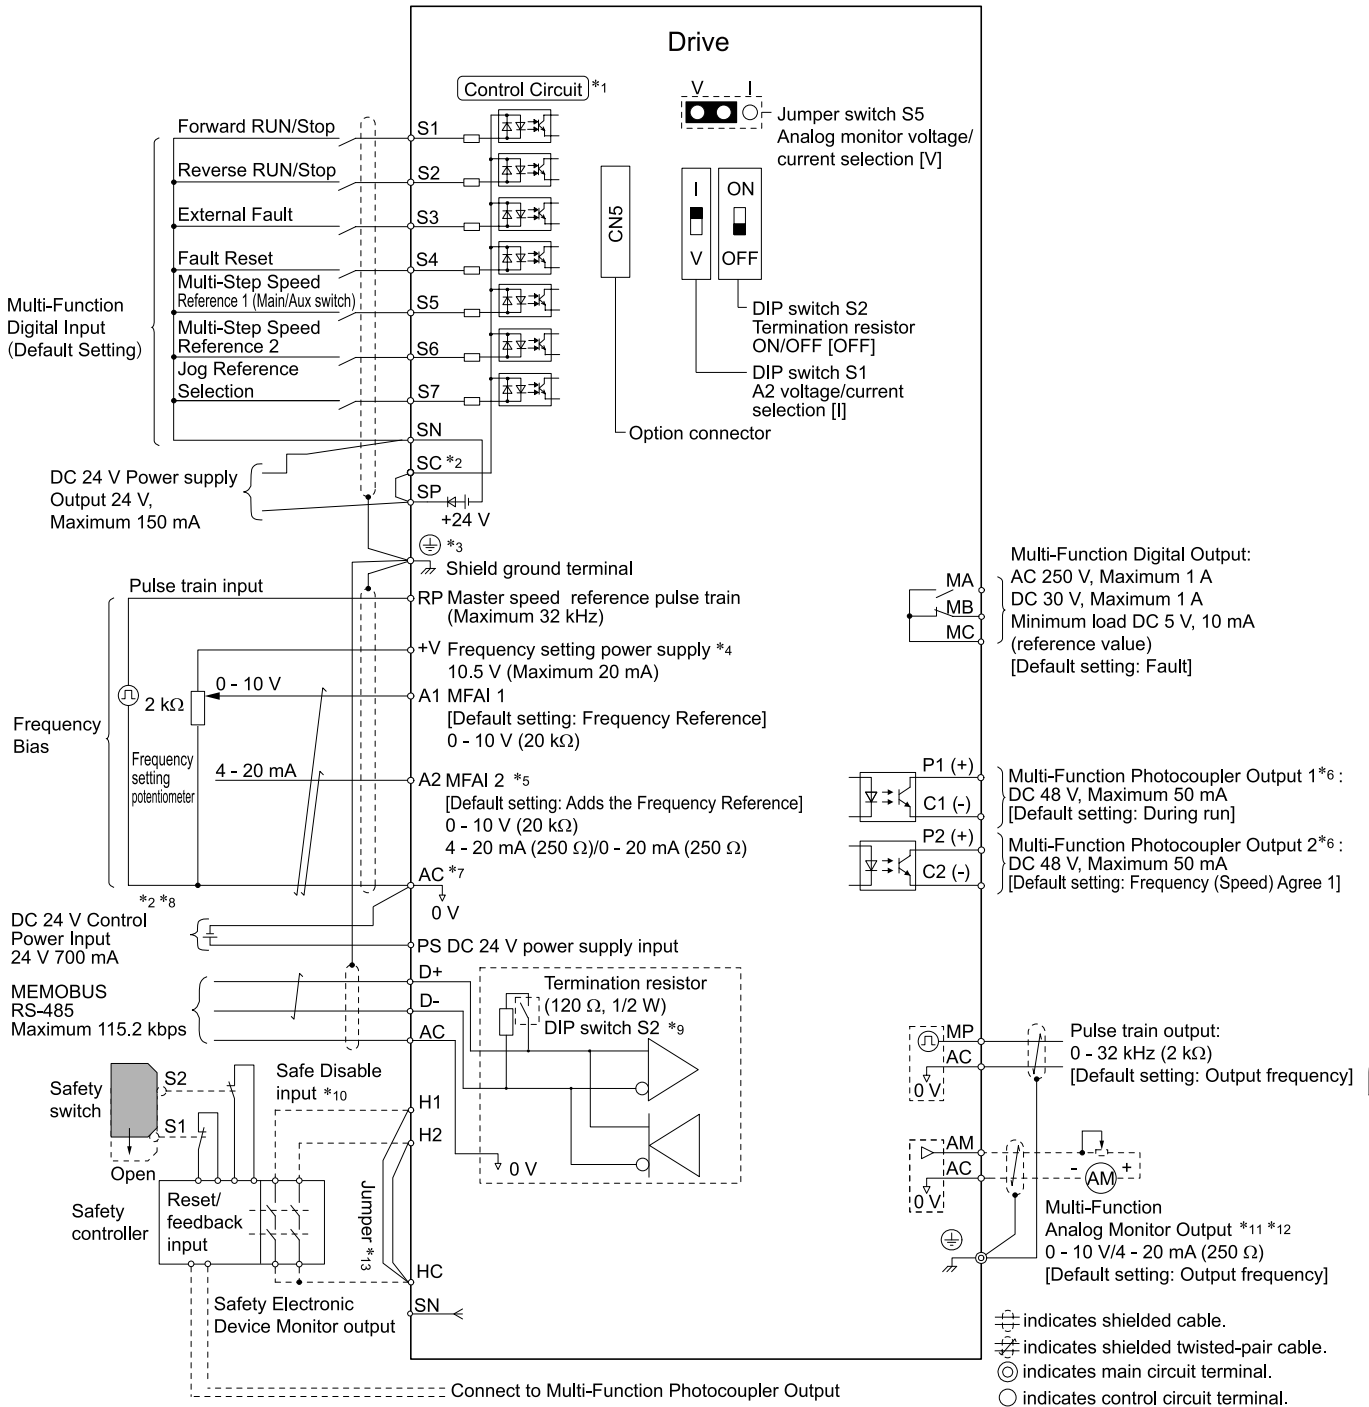 Drive
Control Circuit *1
V I
Jumper switch S5
Analog monitor voltage/
current selection [V]
Forward RUN/Stop
S1
Reverse RUN/Stop
S2
External Fault
S3
Fault Reset
S4
Multi-Step Speed
Reference 1 (Main/Aux switch)
S5
Multi-Step Speed
Reference 2
S6
Jog Reference
Selection
S7
Multi-Function
Digital Input
(Default Setting)
CN5
I
V
ON
OFF
DIP switch S2
Termination resistor
ON/OFF [OFF]
DIP switch S1
A2 voltage/current
selection [I]
Option connector
SN
SC *2
SP
+24 V
DC 24 V Power supply
Output 24 V,
Maximum 150 mA
*3
Shield ground terminal
Pulse train input
RP Master speed reference pulse train
(Maximum 32 kHz)
+V Frequency setting power supply *4
10.5 V (Maximum 20 mA)
0 - 10 V
2 kΩ
A1 MFAI 1
[Default setting: Frequency Reference]
0 - 10 V (20 kΩ)
Frequency
Bias
Frequency
setting
potentiometer
4 - 20 mA
A2 MFAI 2 *5
[Default setting: Adds the Frequency Reference]
0 - 10 V (20 kΩ)
4 - 20 mA (250 Ω)/0 - 20 mA (250 Ω)
AC *7
0 V
*2 *8
DC 24 V Control
Power Input
24 V 700 mA
PS DC 24 V power supply input
MEMOBUS
RS-485
Maximum 115.2 kbps
D+
D-
AC
Termination resistor
(120 Ω, 1/2 W)
DIP switch S2 *9
0 V
Safety
switch
S2
S1
Open
Safe Disable
input *10
H1
H2
Jumper *13
Safety
controller
Reset/
feedback
input
HC
SN
Safety Electronic
Device Monitor output
Connect to Multi-Function Photocoupler Output
MA
MB
MC
Multi-Function Digital Output:
AC 250 V, Maximum 1 A
DC 30 V, Maximum 1 A
Minimum load DC 5 V, 10 mA
(reference value)
[Default setting: Fault]
P1 (+)
C1 (-)
Multi-Function Photocoupler Output 1*6 :
DC 48 V, Maximum 50 mA
[Default setting: During run]
P2 (+)
C2 (-)
Multi-Function Photocoupler Output 2*6 :
DC 48 V, Maximum 50 mA
[Default setting: Frequency (Speed) Agree 1]
MP
AC
0 V
Pulse train output:
0 - 32 kHz (2 kΩ)
[Default setting: Output frequency]
AM
AC
0 V
- AM +
Multi-Function
Analog Monitor Output *11 *12
0 - 10 V/4 - 20 mA (250 Ω)
[Default setting: Output frequency]
indicates shielded cable.
indicates shielded twisted-pair cable.
indicates main circuit terminal.
indicates control circuit terminal.